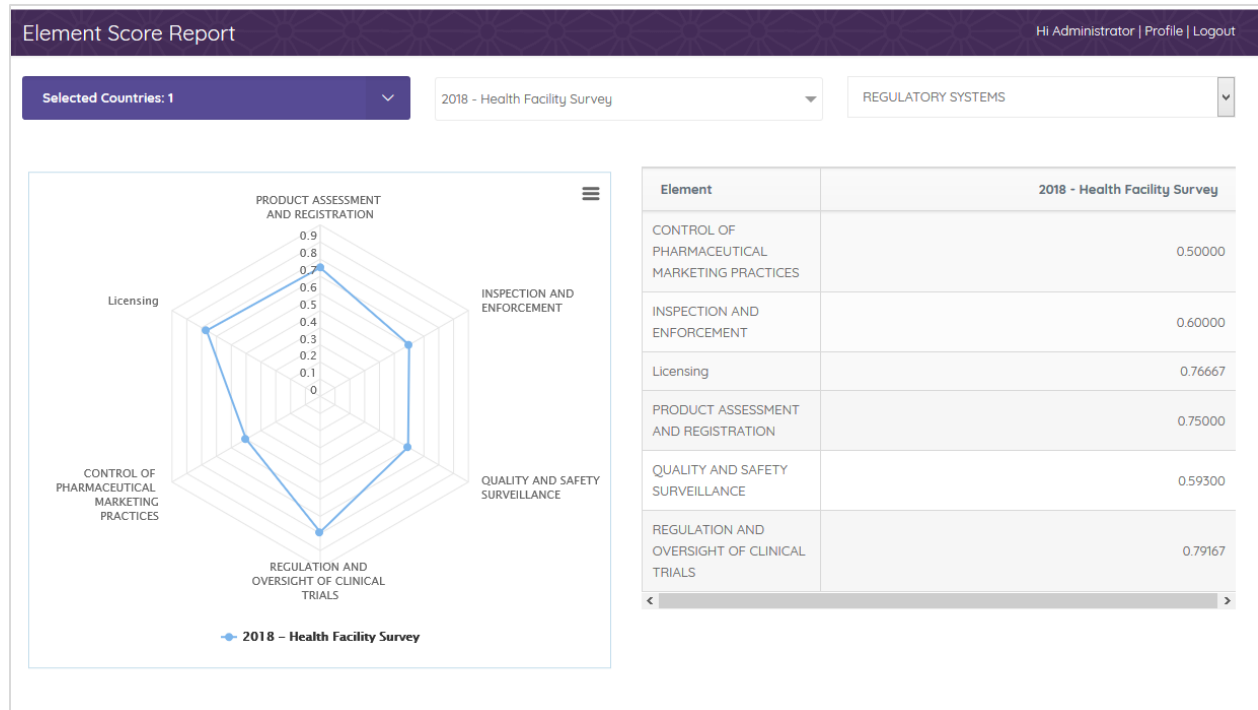 Element Score Report
Hi Administrator | Profile | Logout
Selected Countries: 1
2018 - Health Facility Survey
REGULATORY SYSTEMS
PRODUCT ASSESSMENT
AND REGISTRATION
0.9
0.8
0.7
0.6
0.5
0.4
0.3
0.2
0.1
0
INSPECTION AND
ENFORCEMENT
QUALITY AND SAFETY
SURVEILLANCE
REGULATION AND
OVERSIGHT OF CLINICAL
TRIALS
CONTROL OF
PHARMACEUTICAL
MARKETING
PRACTICES
Licensing
2018 – Health Facility Survey
Element
2018 - Health Facility Survey
CONTROL OF
PHARMACEUTICAL
MARKETING PRACTICES
0.50000
INSPECTION AND
ENFORCEMENT
0.60000
Licensing
0.76667
PRODUCT ASSESSMENT
AND REGISTRATION
0.75000
QUALITY AND SAFETY
SURVEILLANCE
0.59300
REGULATION AND
OVERSIGHT OF CLINICAL
TRIALS
0.79167